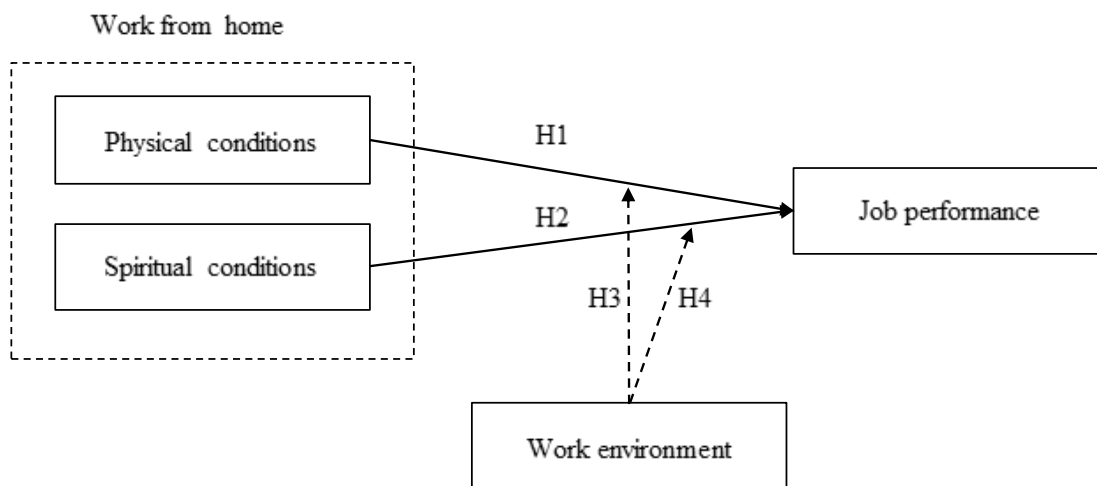 Work from home
Physical conditions
H1
Job performance
H2
Spiritual conditions
H3
H4
Work environment